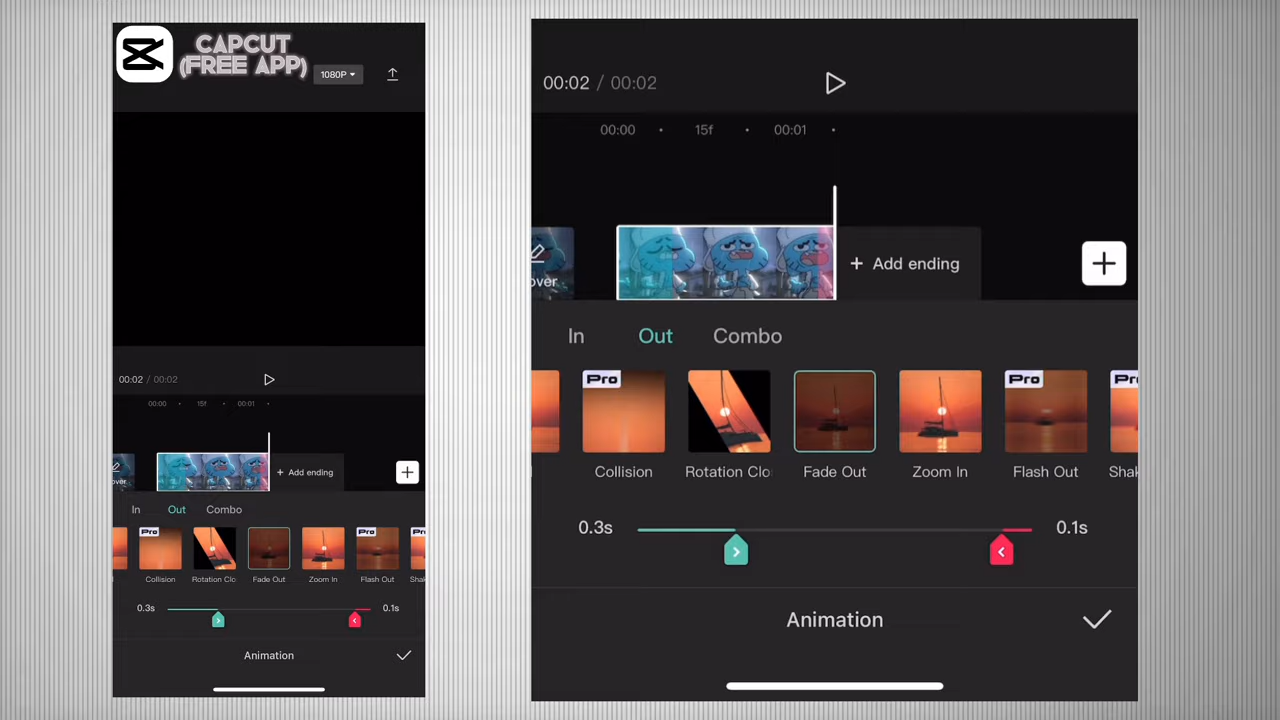 CAPCUT
(FREE APP)
1080P
00:02 / 00:02
00:00 15f 00:01
over
+ Add ending
In Out Combo
Pro Pro
Collision Rotation Clo Fade Out Zoom In Flash Out Shak
0.3s 0.1s
Animation
00:02 / 00:02
00:00 15f 00:01
over
+ Add ending
In Out Combo
Pro Pro Pr
Collision Rotation Clo Fade Out Zoom In Flash Out Shak
0.3s 0.1s
Animation